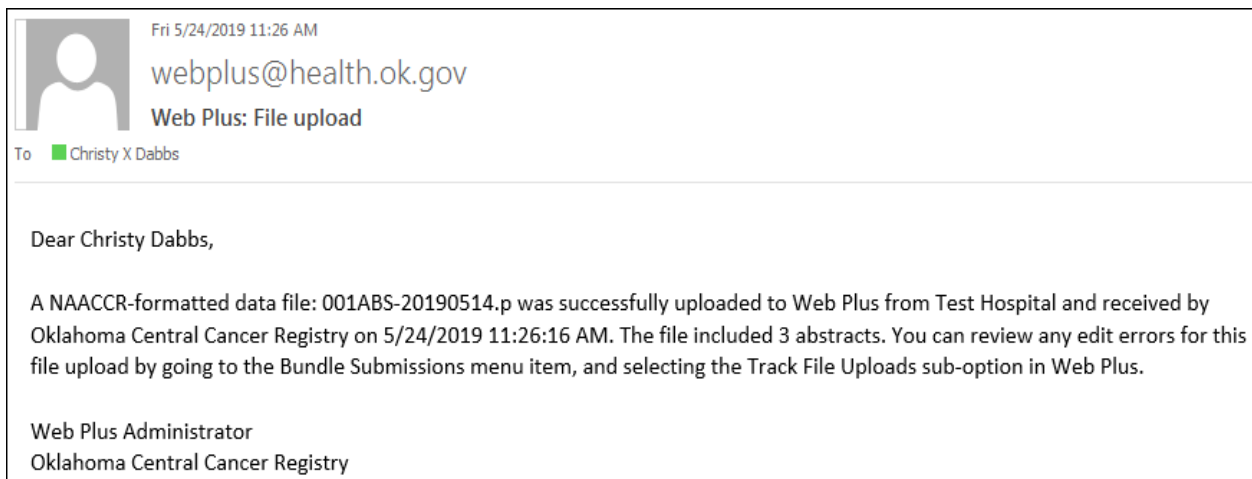 Fri 5/24/2019 11:26 AM
webplus@health.ok.gov
Web Plus: File upload
To Christy X Dabbs
Dear Christy Dabbs,
A NAACCR-formatted data file: 001ABS-20190514.p was successfully uploaded to Web Plus from Test Hospital and received by
Oklahoma Central Cancer Registry on 5/24/2019 11:26:16 AM. The file included 3 abstracts. You can review any edit errors for this
file upload by going to the Bundle Submissions menu item, and selecting the Track File Uploads sub-option in Web Plus.
Web Plus Administrator
Oklahoma Central Cancer Registry